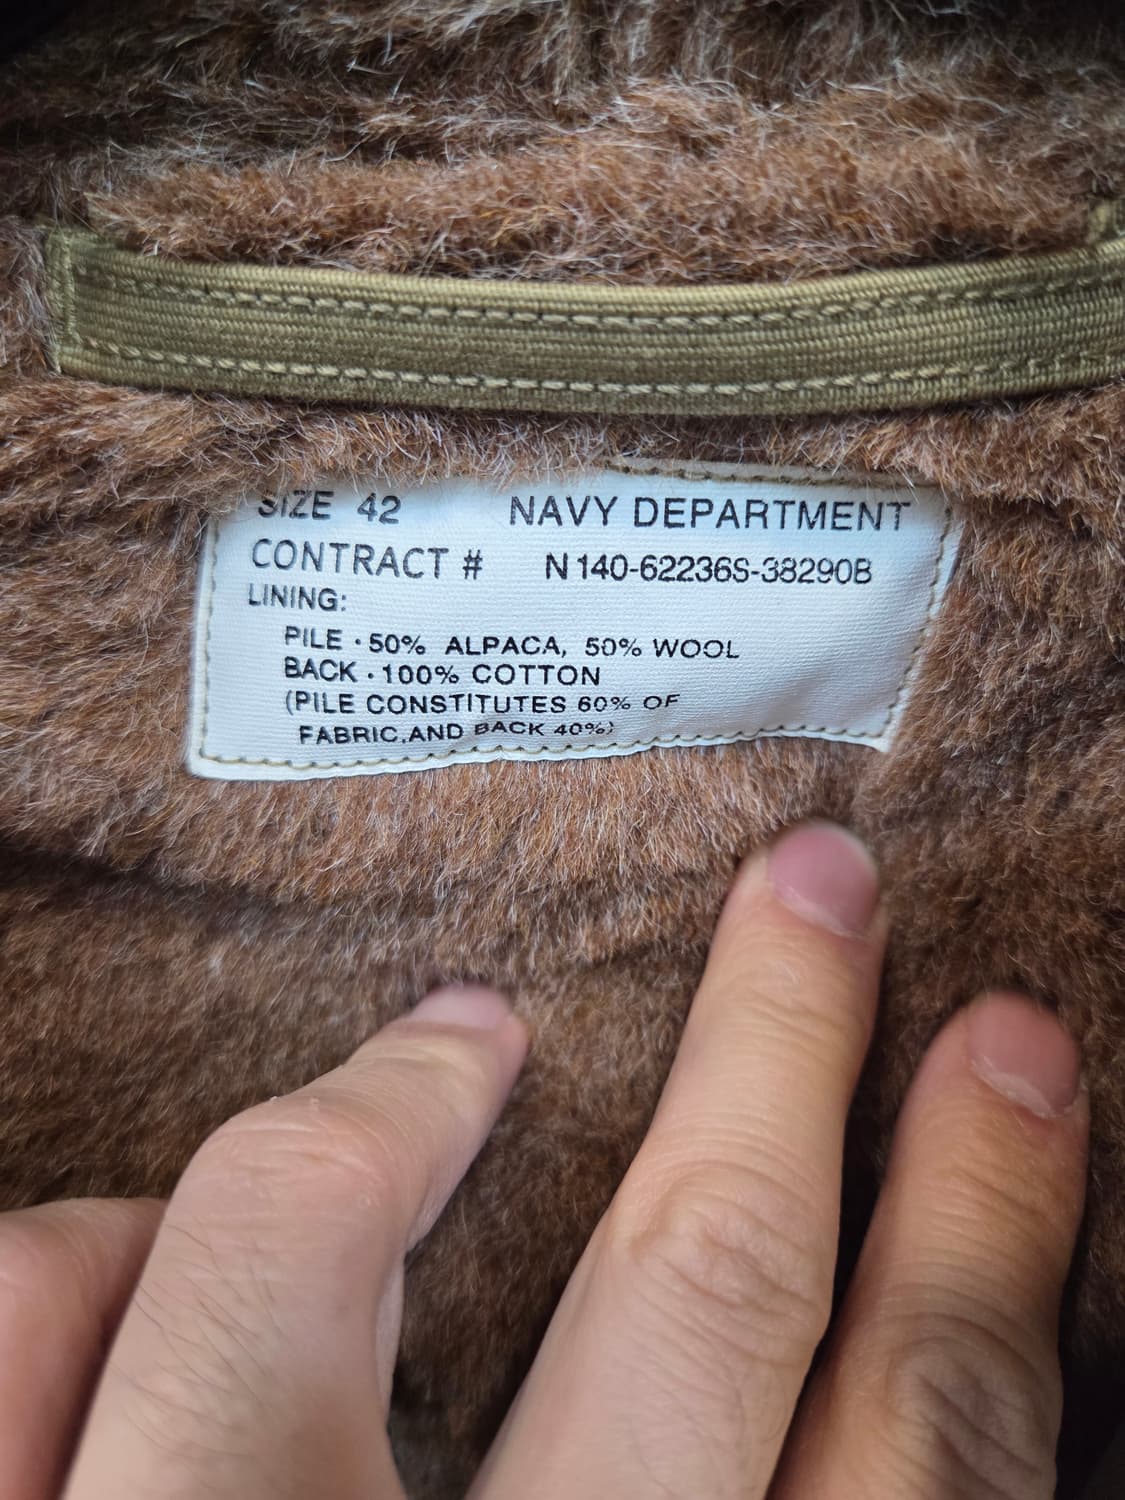 SIZE 42 NAVY DEPARTMENT
CONTRACT # N140-62236S-38290B
LINING:
PILE · 50% ALPACA, 50% WOOL
BACK · 100% COTTON
(PILE CONSTITUTES 60% OF
FABRIC,AND BACK 40%)